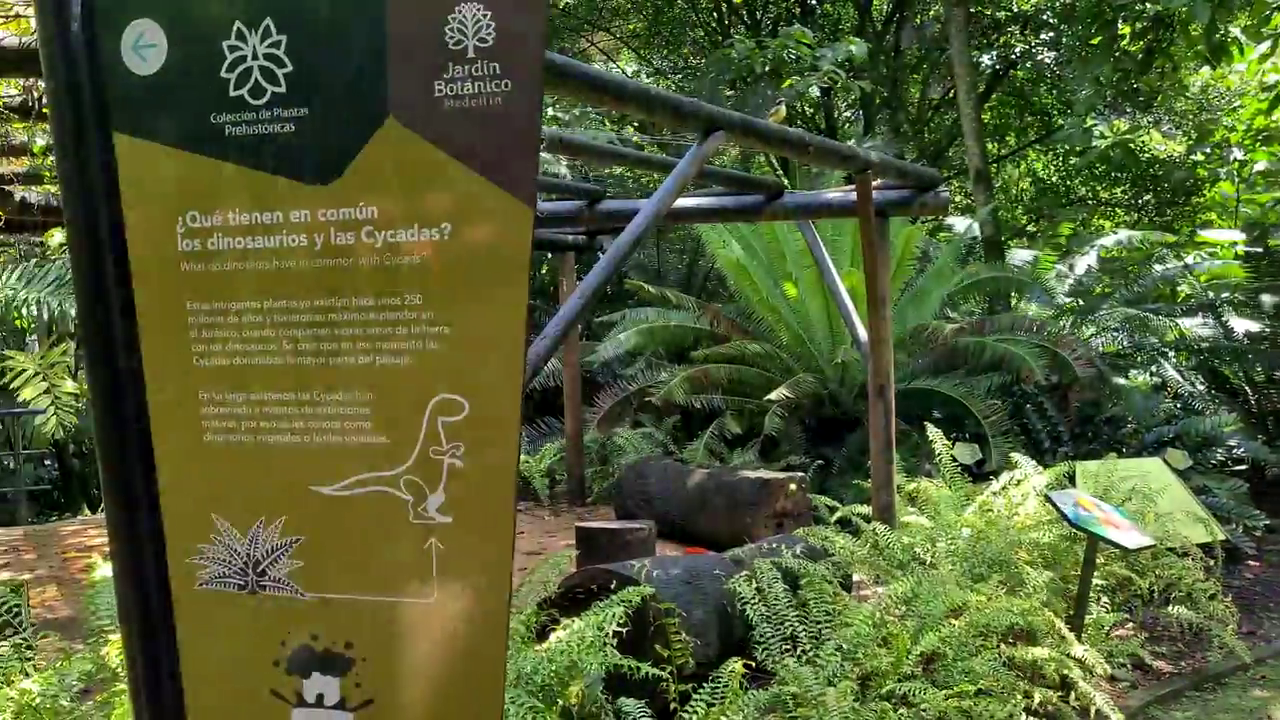 Colección de Plantas
Prehistóricas
Jardín
Botánico
Medellín
¿Qué tienen en común
los dinosaurios y las Cycadas?
What do dinosaurs have in common with Cycads?
Estas intrigantes plantas ya existían hace unos 250
millones de años y tuvieron su máximo esplendor en
el Jurásico, cuando compartían varias áreas de la tierra
con los dinosaurios. Se cree que en ese momento las
Cycadas dominaban la mayor parte del paisaje.
En su larga existencia las Cycadas han
sobrevivido a eventos de extinciones
masivas, por eso se les conoce como
dinosaurios vegetales o fósiles vivientes.